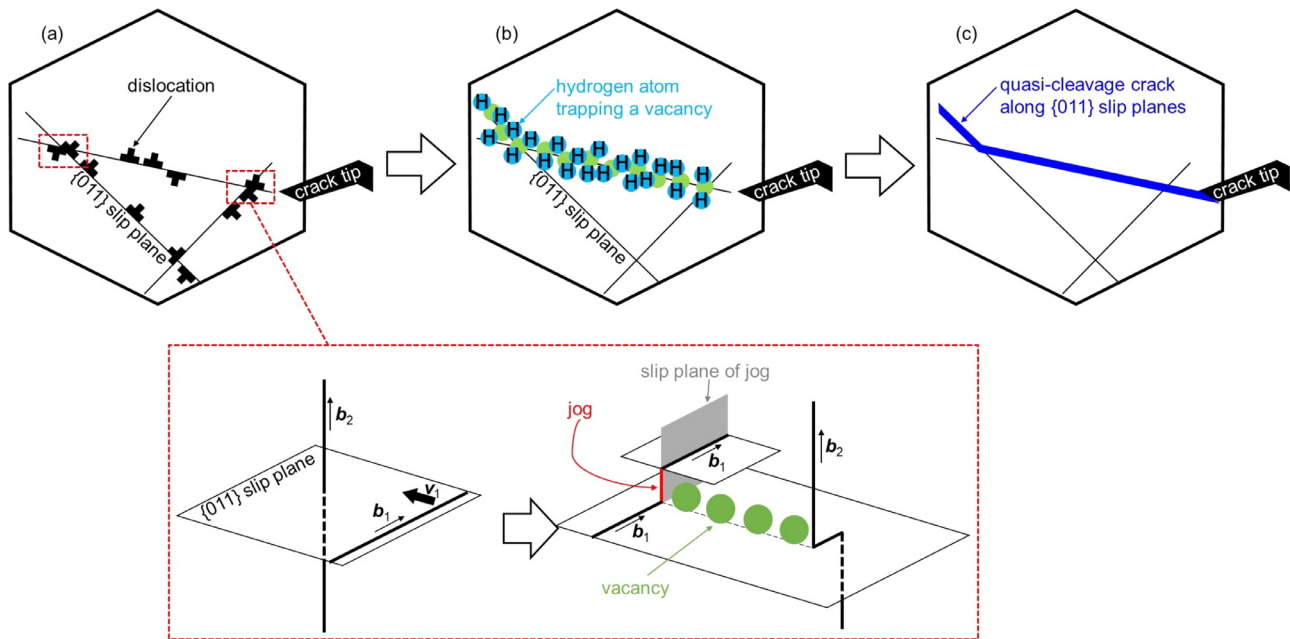 (a)
dislocation
{011} slip plane
crack tip
(b)
hydrogen atom
trapping a vacancy
H H H H H H H H H H H H H H H H H H H H H H
{011} slip plane
crack tip
(c)
quasi-cleavage crack
along {011} slip planes
crack tip
b2
{011} slip plane
v1
b1
slip plane of jog
jog
b1
b2
b1
vacancy